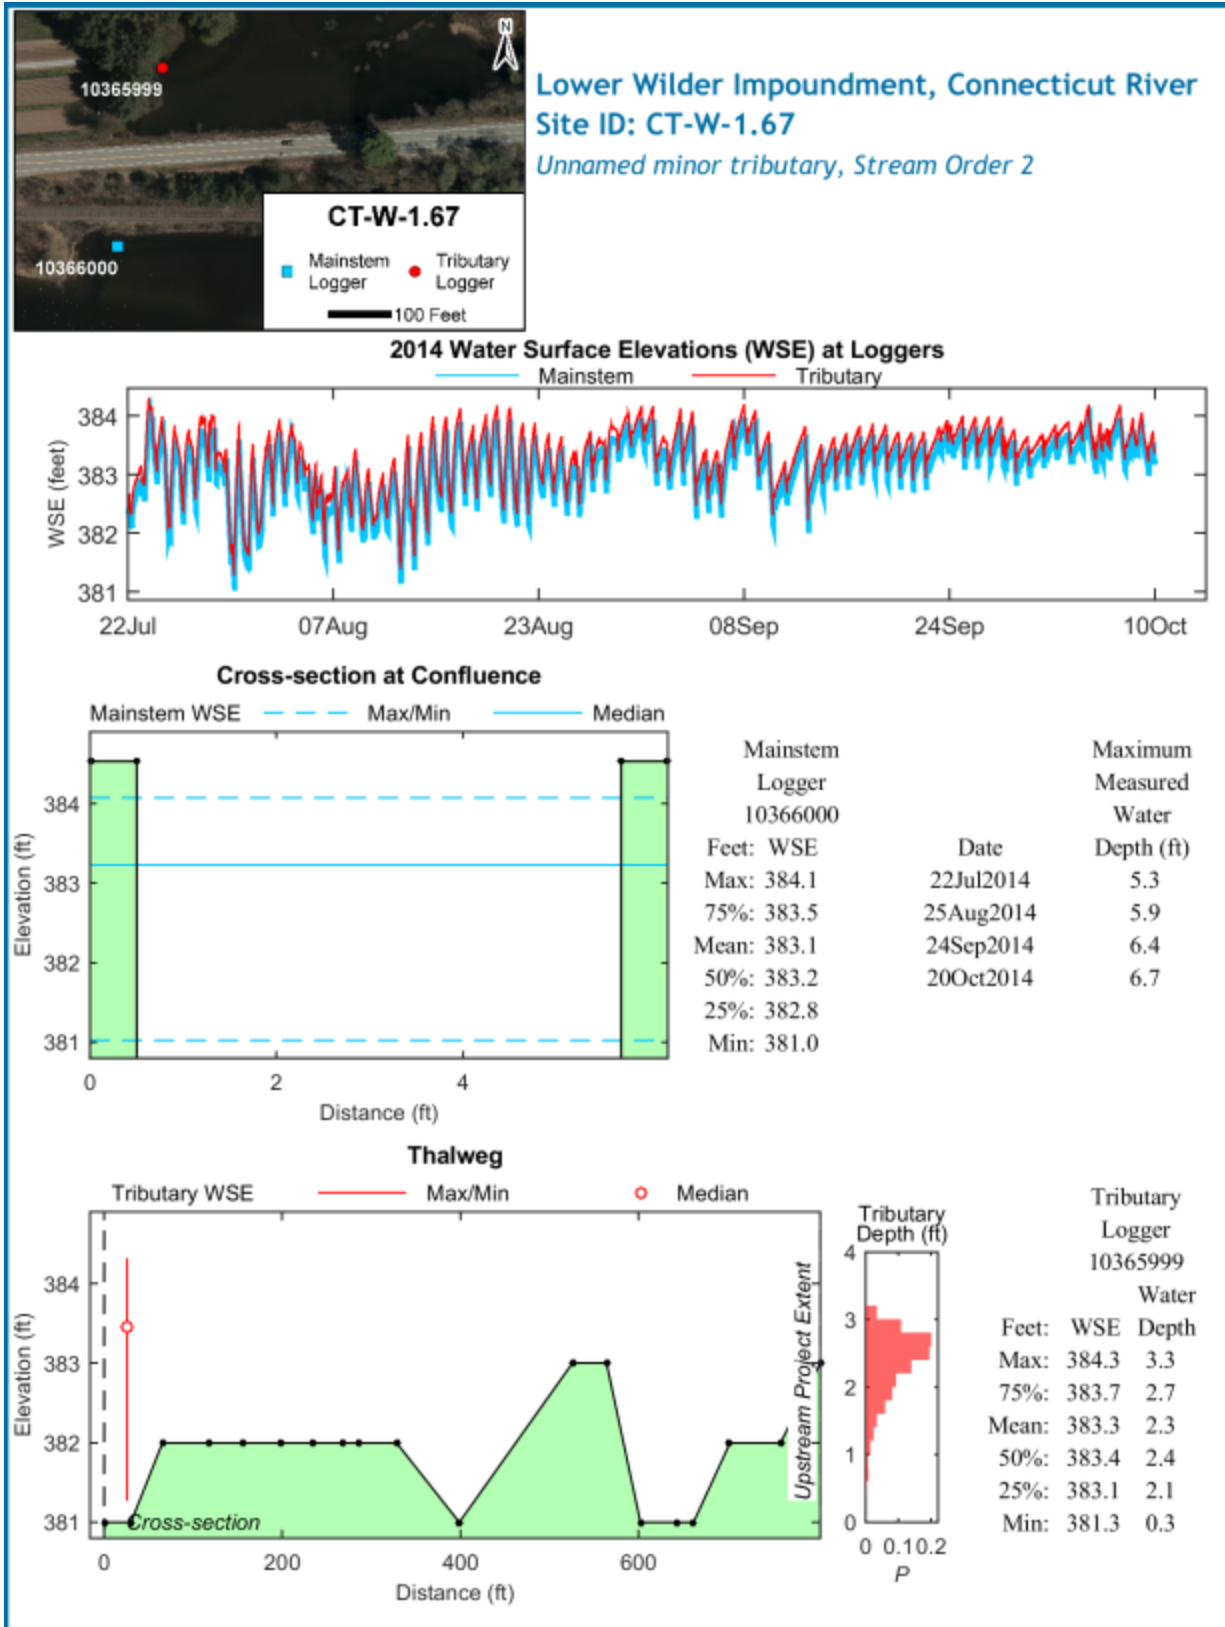 N
10365999
10366000
CT-W-1.67
Mainstem Logger
Tributary Logger
100 Feet
Lower Wilder Impoundment, Connecticut River
Site ID: CT-W-1.67
Unnamed minor tributary, Stream Order 2
2014 Water Surface Elevations (WSE) at Loggers
Mainstem Tributary
WSE (feet)
384
383
382
381
22Jul 07Aug 23Aug 08Sep 24Sep 10Oct
Cross-section at Confluence
Mainstem WSE Max/Min Median
Elevation (ft)
384
383
382
381
0 2 4
Distance (ft)
Mainstem
Logger
10366000
Feet: WSE
Max: 384.1
75%: 383.5
Mean: 383.1
50%: 383.2
25%: 382.8
Min: 381.0
Maximum
Measured
Water
Date Depth (ft)
22Jul2014 5.3
25Aug2014 5.9
24Sep2014 6.4
20Oct2014 6.7
Thalweg
Tributary WSE Max/Min Median
Elevation (ft)
384
383
382
381
Cross-section
Upstream Project Extent
0 200 400 600
Distance (ft)
Tributary
Depth (ft)
4
3
2
1
0
0 0.1 0.2
P
Tributary
Logger
10365999
Water
Feet: WSE Depth
Max: 384.3 3.3
75%: 383.7 2.7
Mean: 383.3 2.3
50%: 383.4 2.4
25%: 383.1 2.1
Min: 381.3 0.3